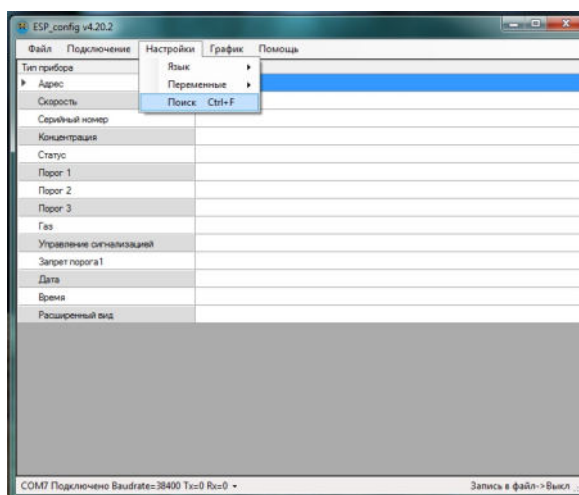 ESP_config v4.20.2
Файл Подключение Настройки График Помощь
Тип прибора
Язык
Адрес
Переменные
Скорость
Поиск Ctrl+F
Серийный номер
Концентрация
Статус
Порог 1
Порог 2
Порог 3
Газ
Управление сигнализацией
Запрет порога1
Дата
Время
Расширенный вид
COM7 Подключено Baudrate=38400 Tx=0 Rx=0 Запись в файл->Выкл